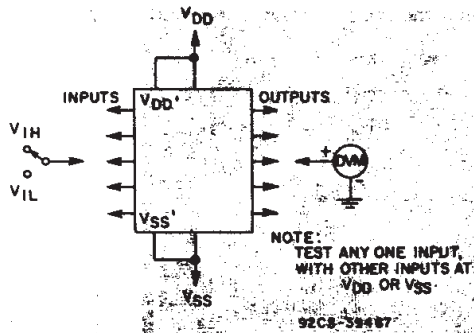 VDD
INPUTS
VDD'
OUTPUTS
VIH
VIL
+
DVM
-
VSS'
VSS
NOTE:
TEST ANY ONE INPUT,
WITH OTHER INPUTS AT
VDD OR VSS.
92CS-39467